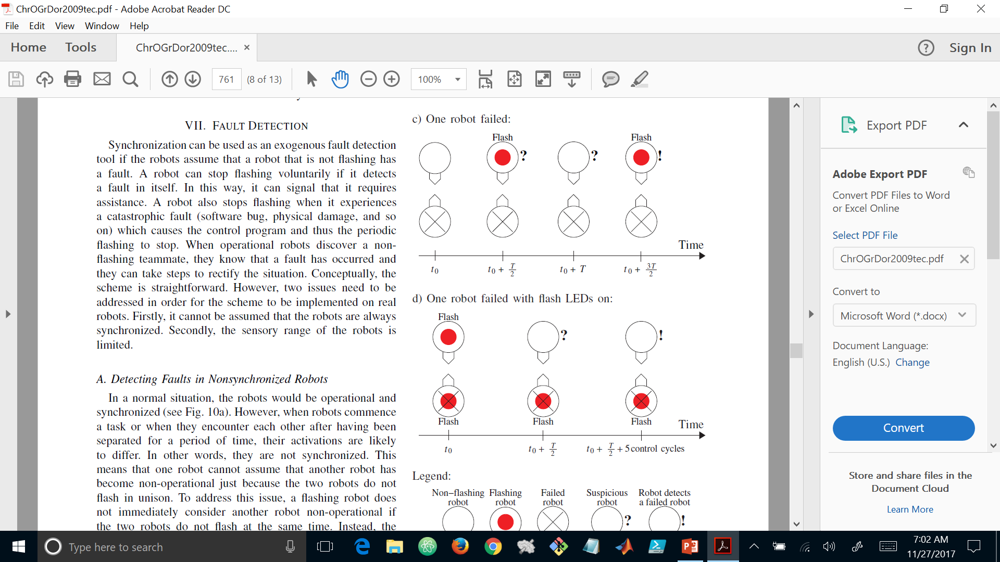 ChrOGrDor2009tec.pdf - Adobe Acrobat Reader DC
File Edit View Window Help
Home Tools ChrOGrDor2009tec.... × ? Sign In
761 (8 of 13) 100%
VII. FAULT DETECTION
Synchronization can be used as an exogenous fault detection
tool if the robots assume that a robot that is not flashing has
a fault. A robot can stop flashing voluntarily if it detects
a fault in itself. In this way, it can signal that it requires
assistance. A robot also stops flashing when it experiences
a catastrophic fault (software bug, physical damage, and so
on) which causes the control program and thus the periodic
flashing to stop. When operational robots discover a non-
flashing teammate, they know that a fault has occurred and
they can take steps to rectify the situation. Conceptually, the
scheme is straightforward. However, two issues need to be
addressed in order for the scheme to be implemented on real
robots. Firstly, it cannot be assumed that the robots are always
synchronized. Secondly, the sensory range of the robots is
limited.
A. Detecting Faults in Nonsynchronized Robots
In a normal situation, the robots would be operational and
synchronized (see Fig. 10a). However, when robots commence
a task or when they encounter each other after having been
separated for a period of time, their activations are likely
to differ. In other words, they are not synchronized. This
means that one robot cannot assume that another robot has
become non-operational just because the two robots do not
flash in unison. To address this issue, a flashing robot does
not immediately consider another robot non-operational if
the two robots do not flash at the same time. Instead, the
c) One robot failed:
Flash Flash
? ? !
Time
t0 t0 + T/2 t0 + T t0 + 3T/2
d) One robot failed with flash LEDs on:
Flash
? !
Flash Flash Flash
Time
t0 t0 + T/2 t0 + T/2 + 5 control cycles
Legend:
Non-flashing Flashing Failed Suspicious Robot detects
robot robot robot robot a failed robot
? !
Export PDF
Adobe Export PDF
Convert PDF Files to Word
or Excel Online
Select PDF File
ChrOGrDor2009tec.pdf
Convert to
Microsoft Word (*.docx)
Document Language:
English (U.S.) Change
Convert
Store and share files in the
Document Cloud
Learn More
Type here to search
7:02 AM
11/27/2017